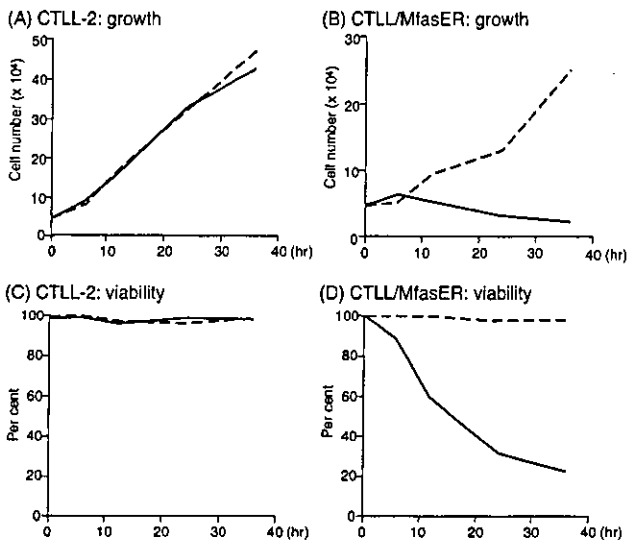 (A) CTLL-2: growth
Cell number (x 10⁴)
50
40
30
20
10
0
0 10 20 30 40 (hr)
(B) CTLL/MfasER: growth
Cell number (x 10⁴)
30
20
10
0
0 10 20 30 40 (hr)
(C) CTLL-2: viability
Per cent
100
80
60
40
20
0
0 10 20 30 40 (hr)
(D) CTLL/MfasER: viability
Per cent
100
80
60
40
20
0
0 10 20 30 40 (hr)